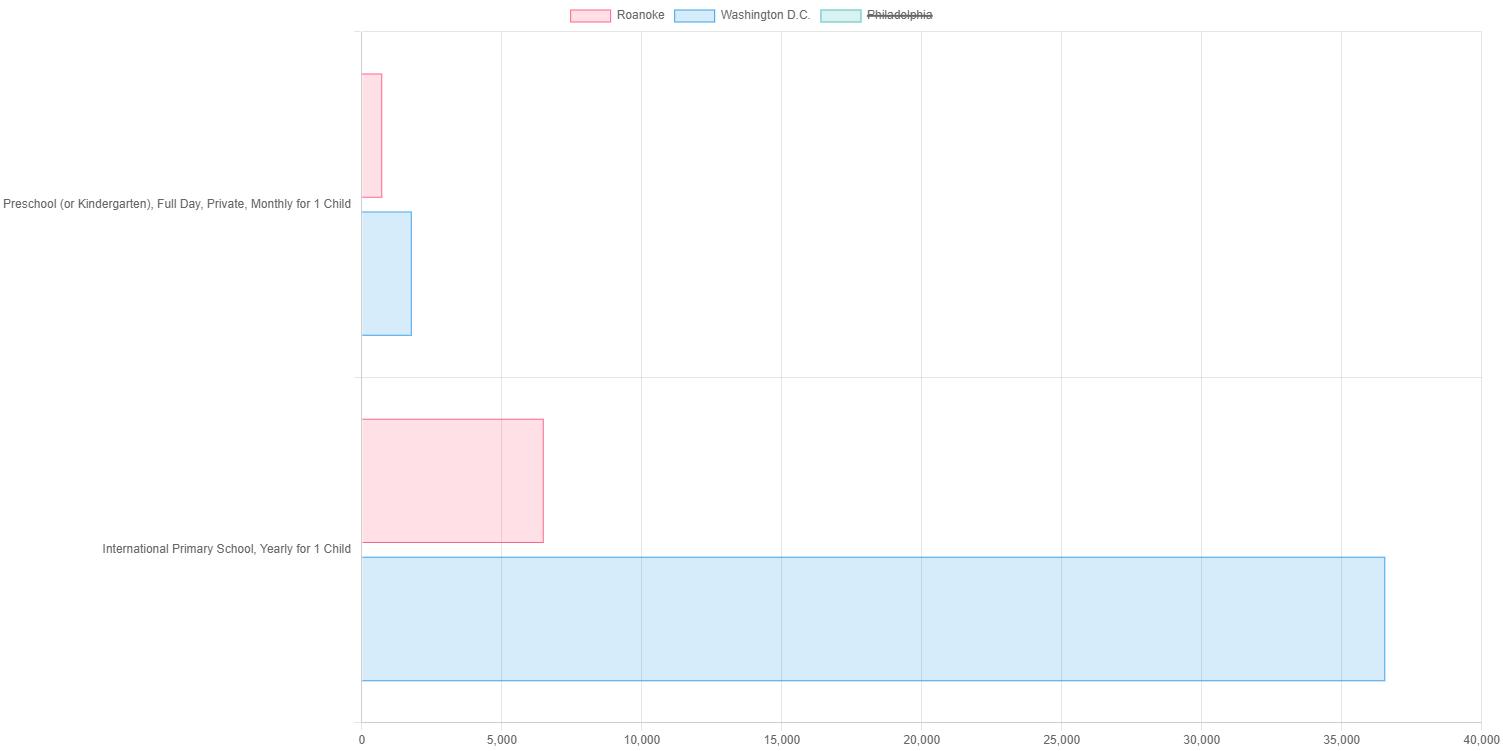 Roanoke Washington D.C. Philadelphia
Preschool (or Kindergarten), Full Day, Private, Monthly for 1 Child
International Primary School, Yearly for 1 Child
0 5,000 10,000 15,000 20,000 25,000 30,000 35,000 40,000